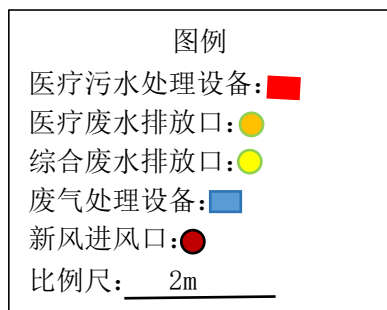 图例
医疗污水处理设备：
医疗废水排放口：
综合废水排放口：
废气处理设备：
新风进风口：
比例尺： 2m